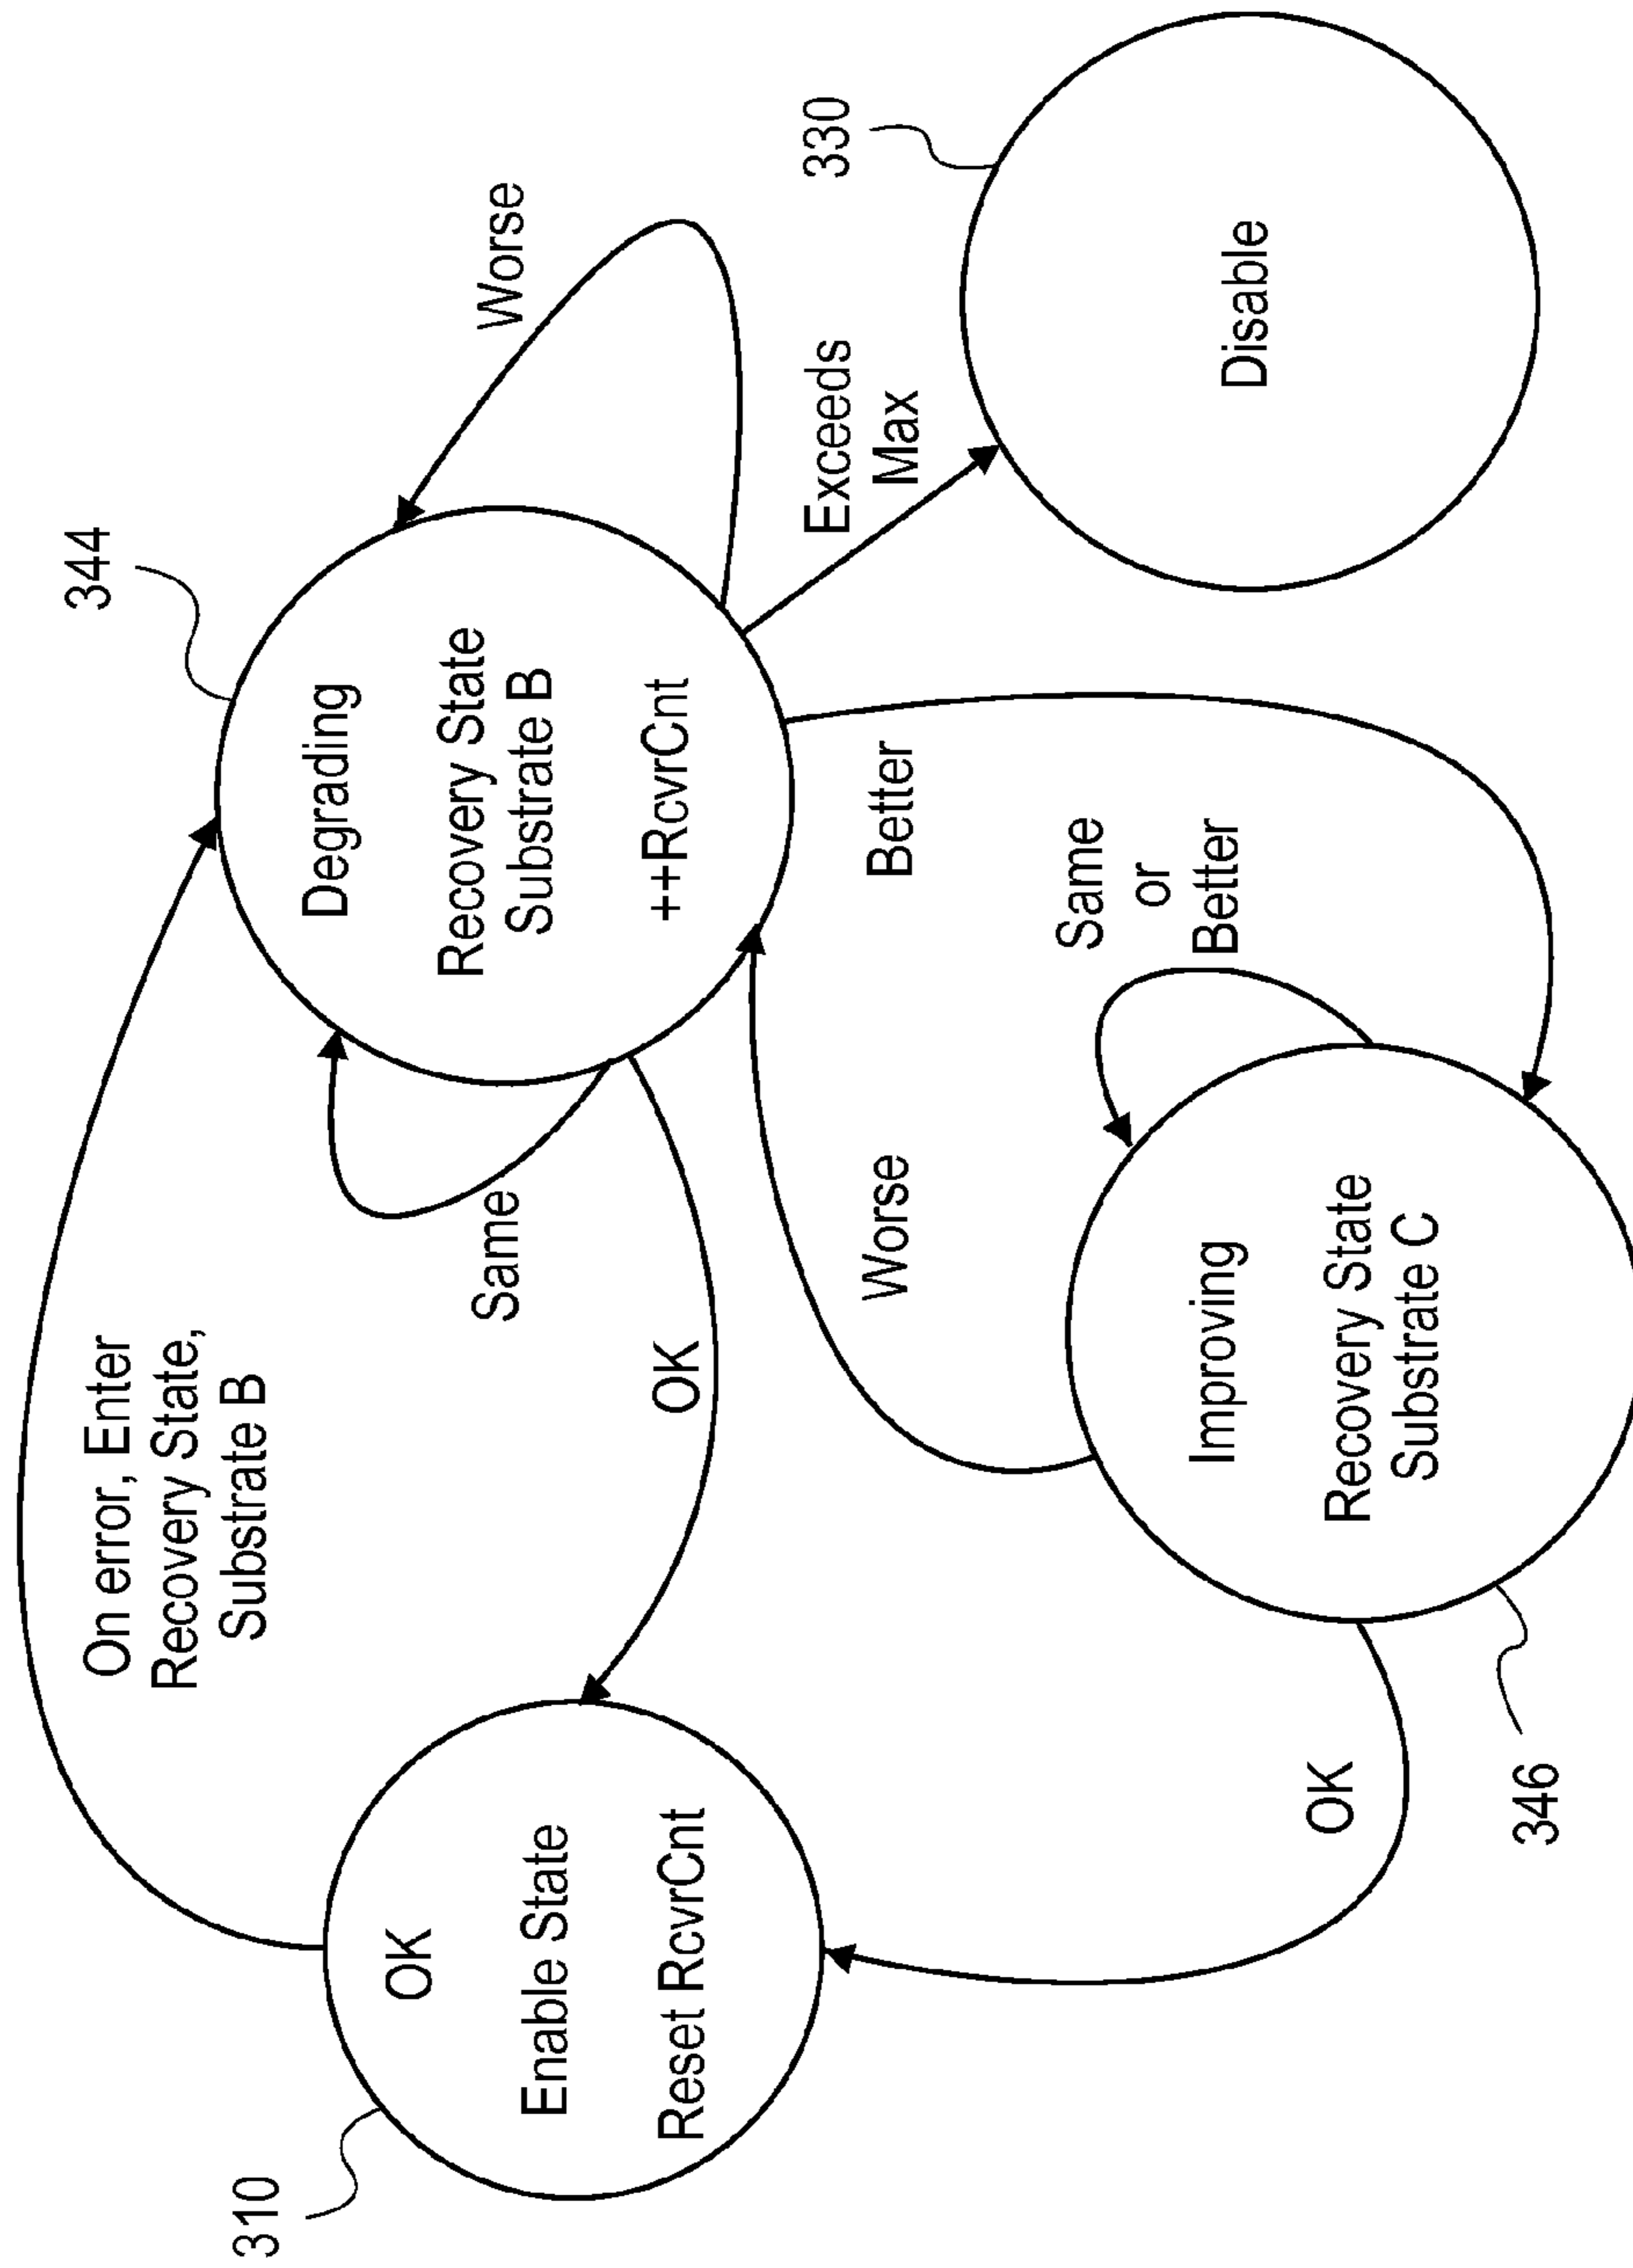 310
OK
Enable State
Reset RcvrCnt
On error, Enter
Recovery State,
Substrate B
344
Degrading
Recovery State
Substrate B
++RcvrCnt
Worse
Same
OK
Exceeds
Max
330
Disable
Better
Same
or
Better
Worse
Improving
Recovery State
Substrate C
OK
346